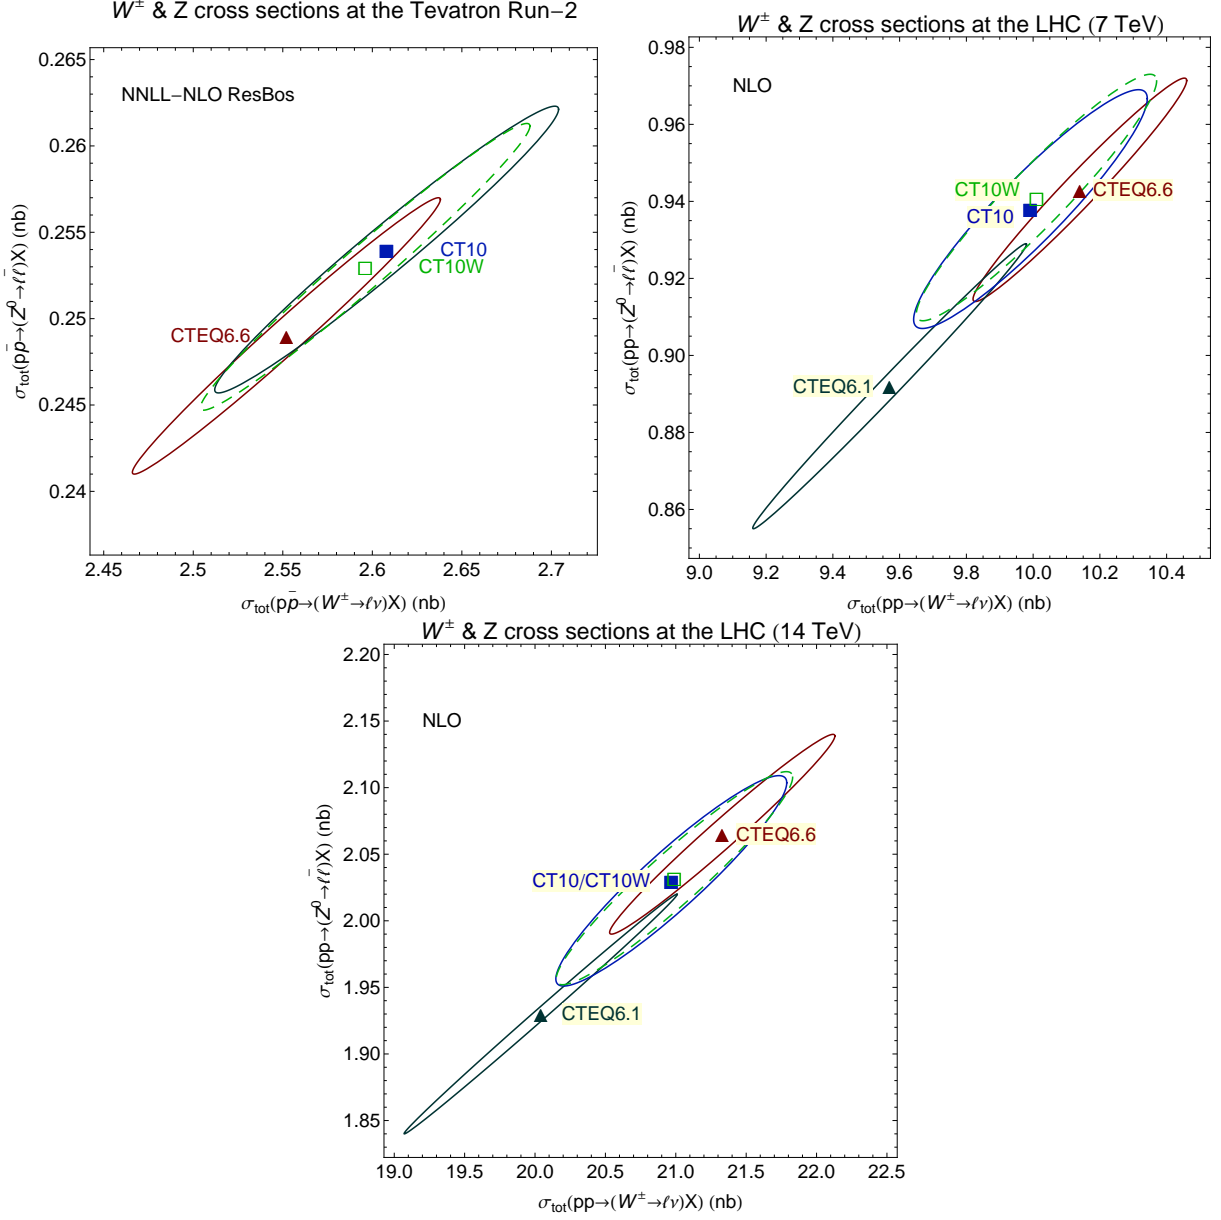 W± & Z cross sections at the Tevatron Run−2
NNLL−NLO ResBos
0.265
0.26
0.255
0.25
0.245
0.24
CT10
CT10W
CTEQ6.6
σtot(pp̄→(Z0→ℓℓ̄)X) (nb)
2.45
2.5
2.55
2.6
2.65
2.7
σtot(pp̄→(W±→ℓν)X) (nb)
W± & Z cross sections at the LHC (7 TeV)
NLO
0.98
0.96
0.94
0.92
0.90
0.88
0.86
CT10W
CT10
CTEQ6.6
CTEQ6.1
σtot(pp→(Z0→ℓℓ̄)X) (nb)
9.0
9.2
9.4
9.6
9.8
10.0
10.2
10.4
σtot(pp→(W±→ℓν)X) (nb)
W± & Z cross sections at the LHC (14 TeV)
NLO
2.20
2.15
2.10
2.05
2.00
1.95
1.90
1.85
CTEQ6.6
CT10/CT10W
CTEQ6.1
σtot(pp→(Z0→ℓℓ̄)X) (nb)
19.0
19.5
20.0
20.5
21.0
21.5
22.0
22.5
σtot(pp→(W±→ℓν)X) (nb)